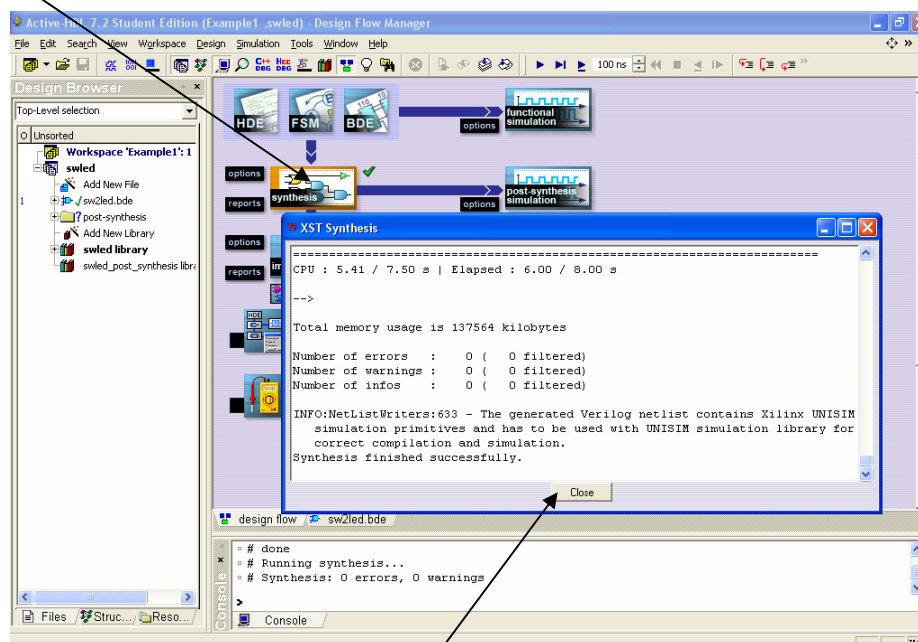 Active-HDL 7.2 Student Edition (Example1 ,swled) - Design Flow Manager
File Edit Search View Workspace Design Simulation Tools Window Help
100 ns
Design Browser
Top-Level selection
Unsorted
Workspace 'Example1': 1
swled
Add New File
1 sw2led.bde
post-synthesis
Add New Library
swled library
swled_post_synthesis libra
Files Struc... Reso...
HDE FSM BDE
options
functional simulation
options
synthesis
reports
options
post-synthesis simulation
options
reports
XST Synthesis
=========================================================================
CPU : 5.41 / 7.50 s | Elapsed : 6.00 / 8.00 s
-->
Total memory usage is 137564 kilobytes
Number of errors : 0 ( 0 filtered)
Number of warnings : 0 ( 0 filtered)
Number of infos : 0 ( 0 filtered)
INFO:NetListWriters:633 - The generated Verilog netlist contains Xilinx UNISIM
simulation primitives and has to be used with UNISIM simulation library for
correct compilation and simulation.
Synthesis finished successfully.
Close
design flow sw2led.bde
# done
# Running synthesis...
# Synthesis: 0 errors, 0 warnings
>
Console
Console